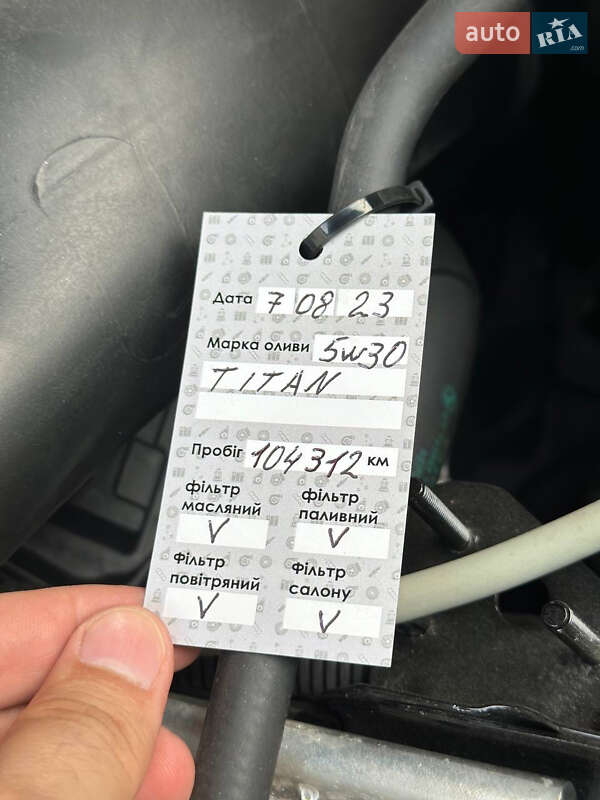 auto RIA .com
Дата 7 08 23
Марка оливи 5w30
TITAN
Пробіг 104312 км
фільтр масляний V
фільтр паливний V
Фільтр повітряний V
Фільтр салону V